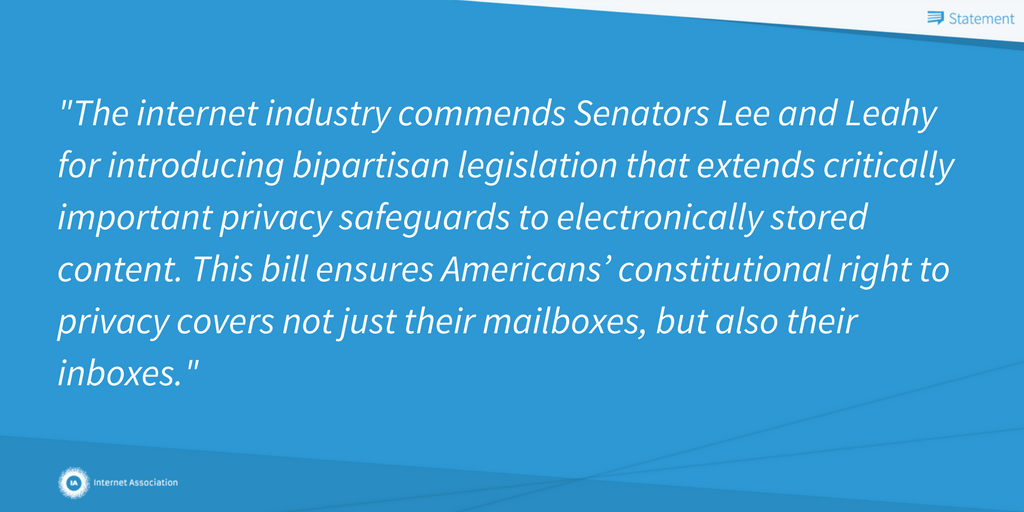 Statement
"The internet industry commends Senators Lee and Leahy
for introducing bipartisan legislation that extends critically
important privacy safeguards to electronically stored
content. This bill ensures Americans’ constitutional right to
privacy covers not just their mailboxes, but also their
inboxes."
IA
Internet Association